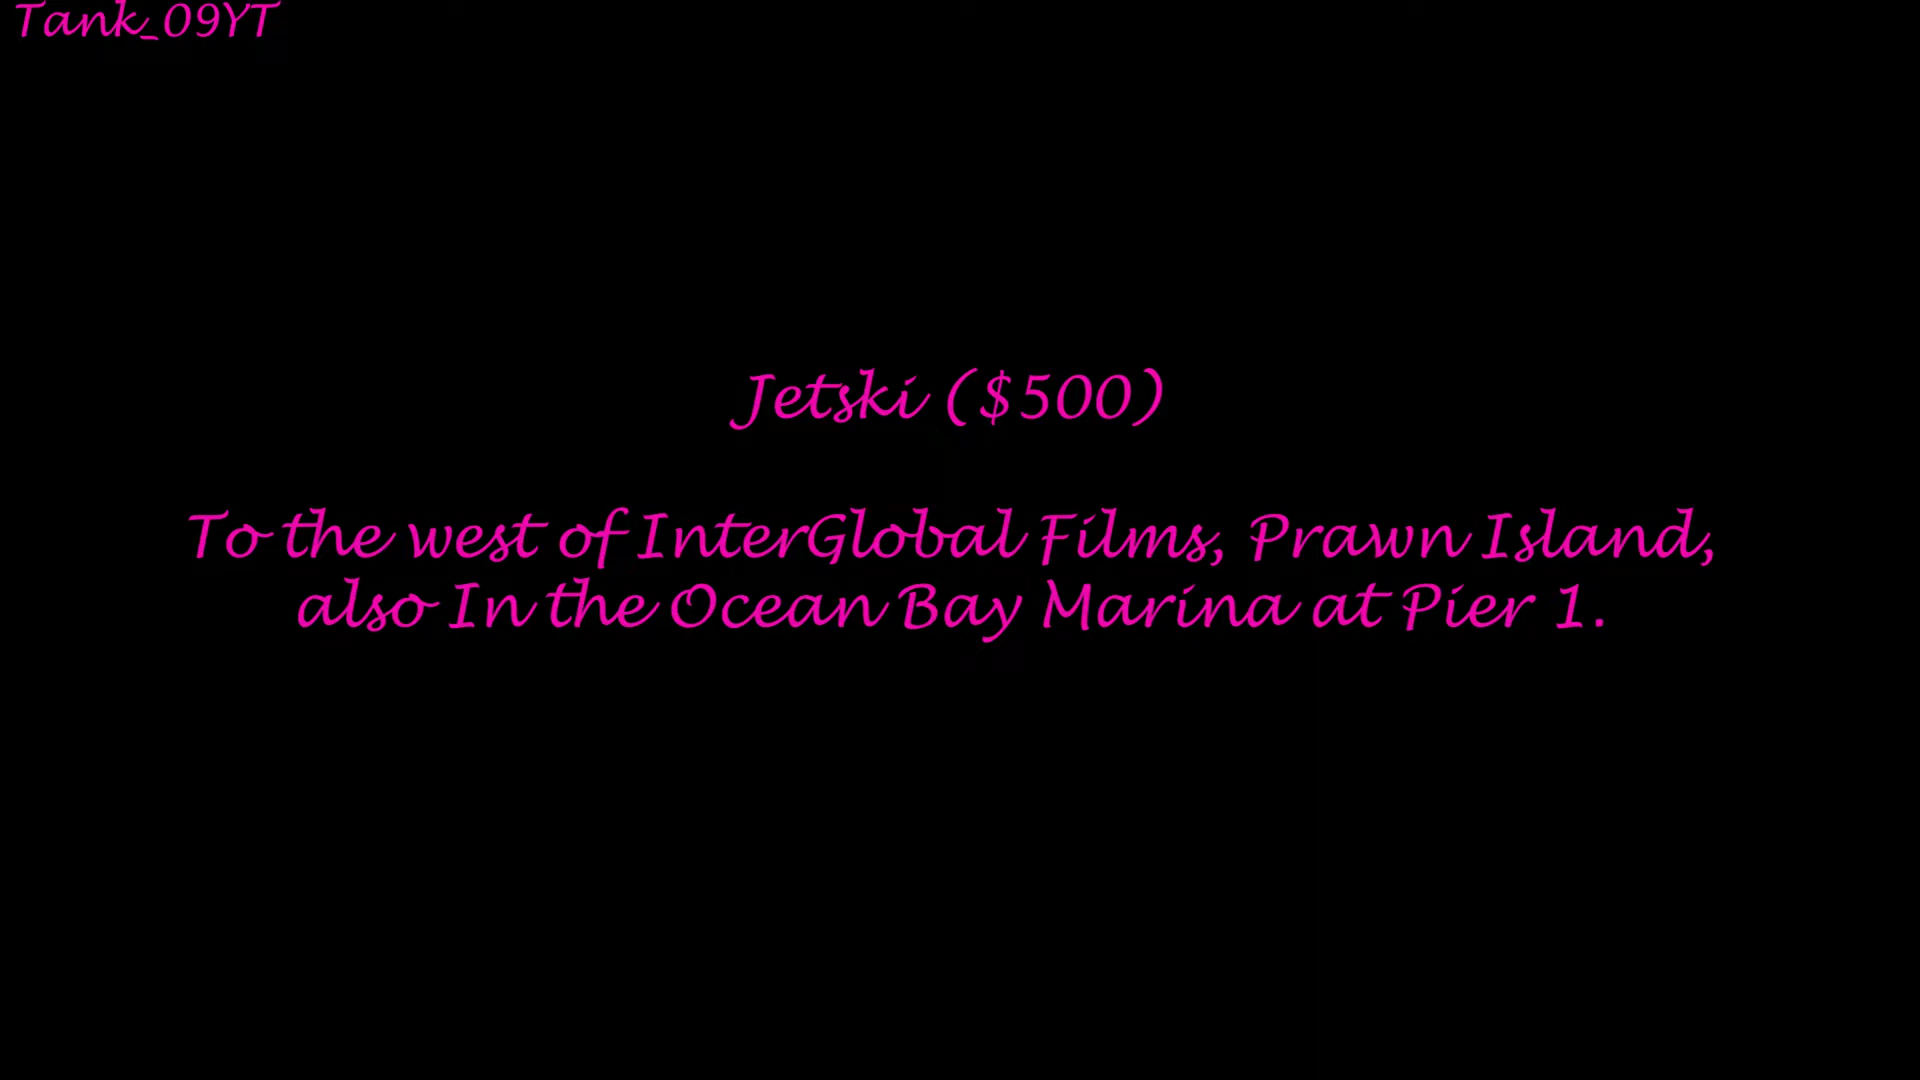 Tank_09YT
Jetski ($500)
To the west of InterGlobal Films, Prawn Island,
also In the Ocean Bay Marina at Pier 1.